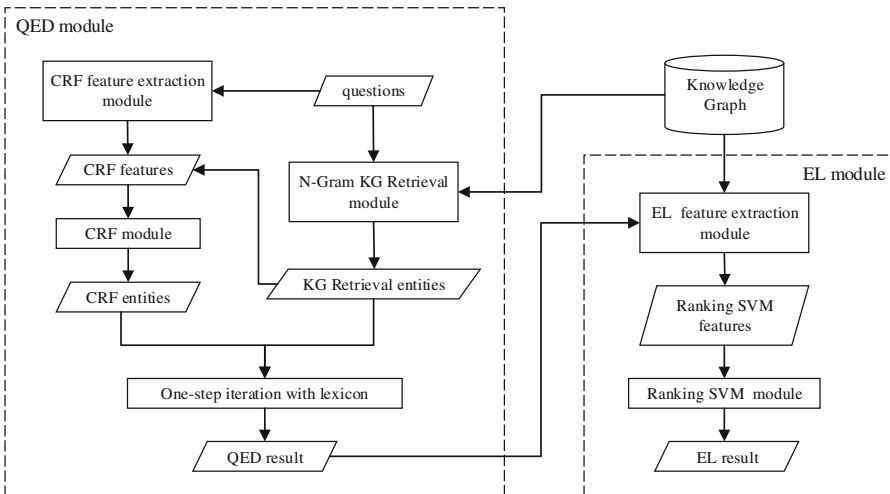 QED module
CRF feature extraction
module
questions
Knowledge
Graph
CRF features
N-Gram KG Retrieval
module
EL module
EL feature extraction
module
CRF module
CRF entities
KG Retrieval entities
Ranking SVM
features
One-step iteration with lexicon
Ranking SVM module
QED result
EL result